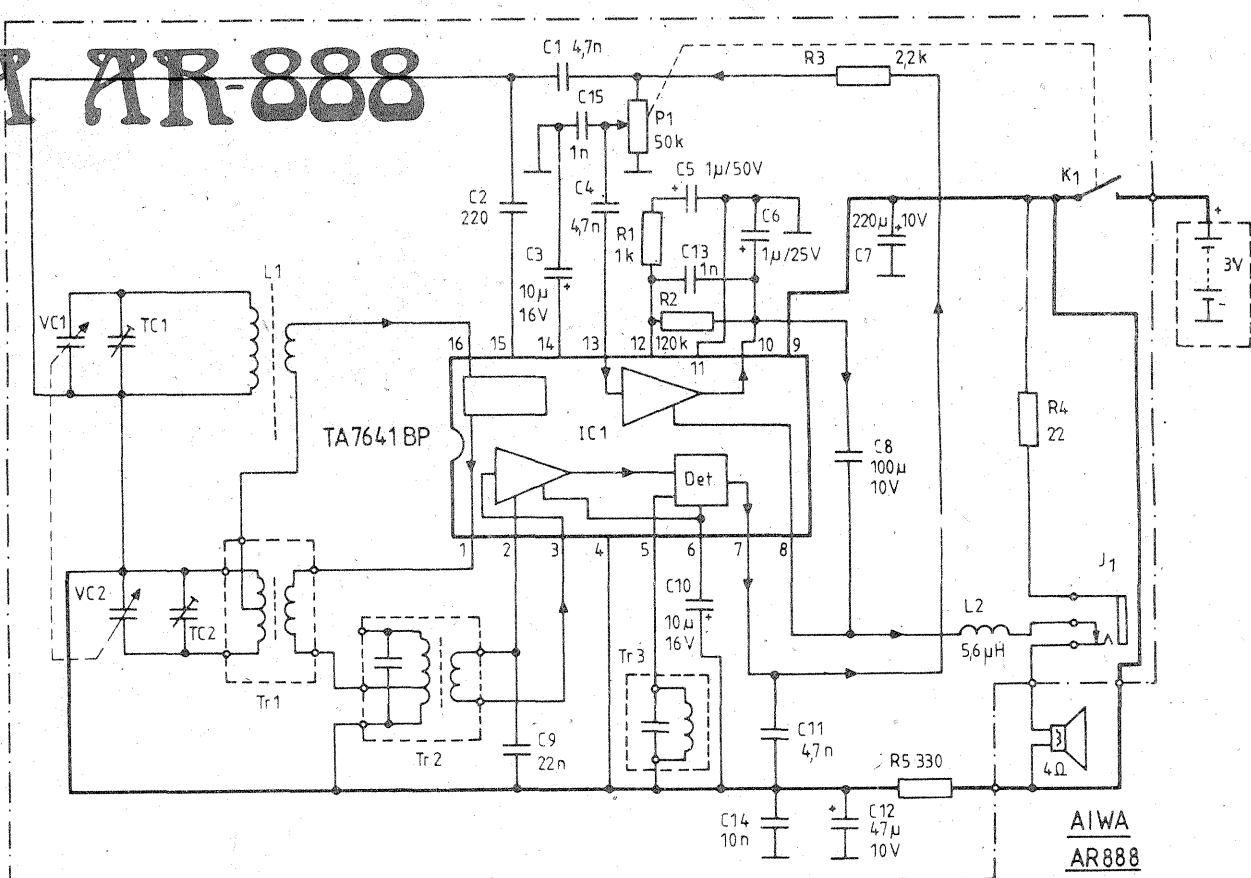 A AR-888
C1 4,7n
R3 2,2k
C15
1n
P1
50k
C5 1µ/50V
K1
C2
220
C4
4,7n
C3
10µ
16V
R1
1k
C13
1n
C6
1µ/25V
220µ 10V
C7
+
3V
-
L1
VC1
TC1
R2
120k
16 15 14 13 12 11 10 9
TA7641BP
IC1
Det.
R4
22
C8
100µ
10V
1 2 3 4 5 6 7 8
VC2
TC2
Tr1
Tr2
C9
22n
Tr3
C10
10µ
16V
L2
5,6µH
J1
C11
4,7n
R5 330
4Ω
C14
10n
C12
47µ
10V
AIWA
AR888